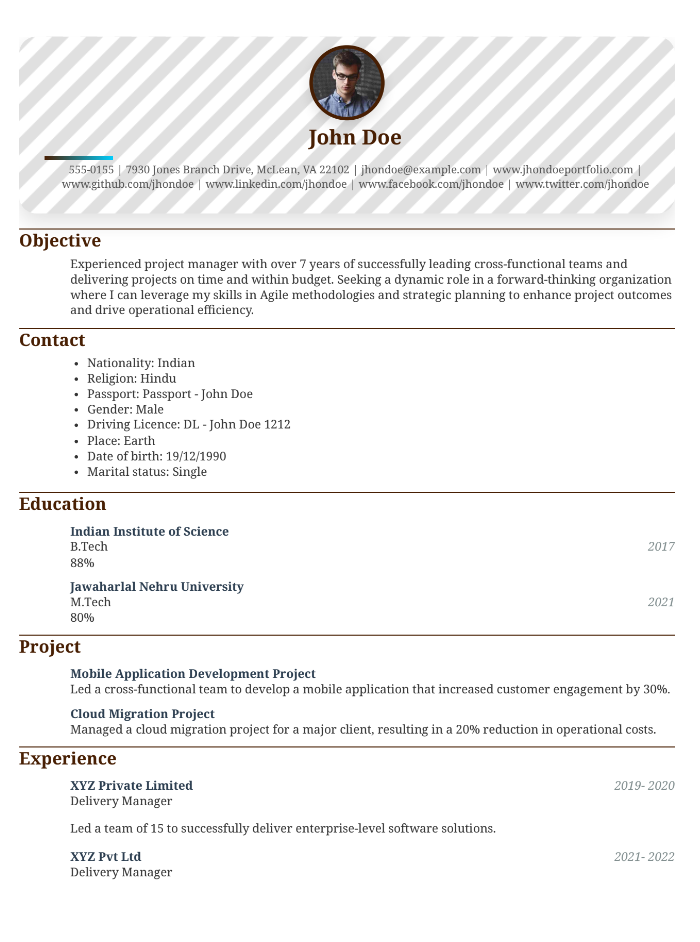 John Doe
555-0155 | 7930 Jones Branch Drive, McLean, VA 22102 | jhondoe@example.com | www.jhondoeportfolio.com |
www.github.com/jhondoe | www.linkedin.com/jhondoe | www.facebook.com/jhondoe | www.twitter.com/jhondoe
Objective
Experienced project manager with over 7 years of successfully leading cross-functional teams and
delivering projects on time and within budget. Seeking a dynamic role in a forward-thinking organization
where I can leverage my skills in Agile methodologies and strategic planning to enhance project outcomes
and drive operational efficiency.
Contact
• Nationality: Indian
• Religion: Hindu
• Passport: Passport - John Doe
• Gender: Male
• Driving Licence: DL - John Doe 1212
• Place: Earth
• Date of birth: 19/12/1990
• Marital status: Single
Education
Indian Institute of Science
B.Tech 2017
88%
Jawaharlal Nehru University
M.Tech 2021
80%
Project
Mobile Application Development Project
Led a cross-functional team to develop a mobile application that increased customer engagement by 30%.
Cloud Migration Project
Managed a cloud migration project for a major client, resulting in a 20% reduction in operational costs.
Experience
XYZ Private Limited 2019- 2020
Delivery Manager
Led a team of 15 to successfully deliver enterprise-level software solutions.
XYZ Pvt Ltd 2021- 2022
Delivery Manager